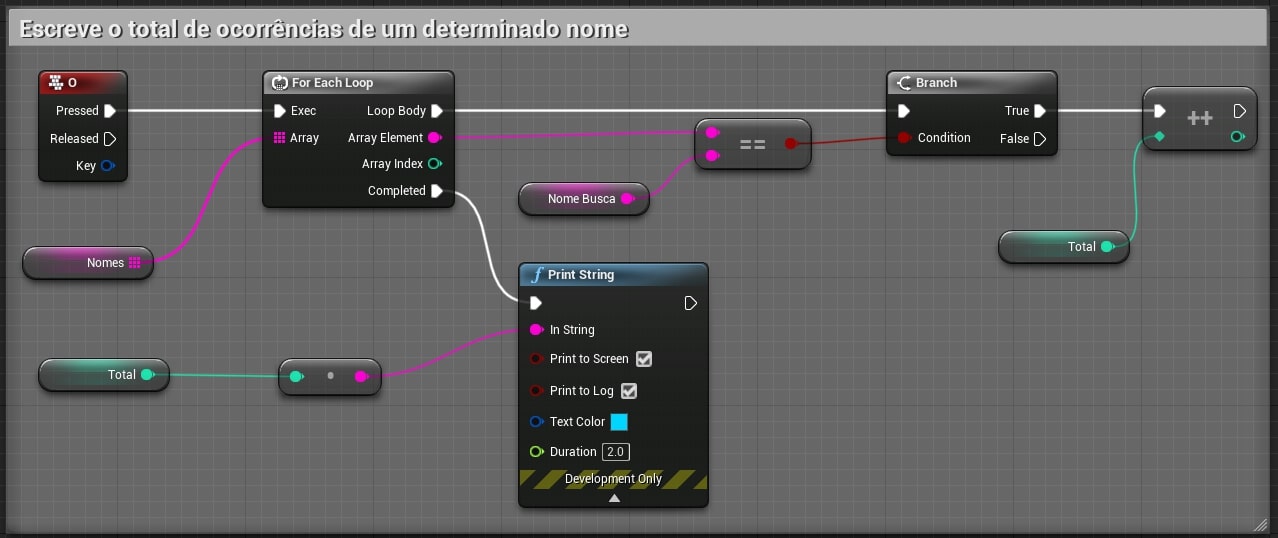 Escreve o total de ocorrências de um determinado nome
O
Pressed
Released
Key
For Each Loop
Exec
Loop Body
Array
Array Element
Array Index
Completed
Nomes
Nome Busca
==
Branch
True
Condition
False
++
Total
Print String
In String
Print to Screen
Print to Log
Text Color
Duration 2.0
Development Only
Total